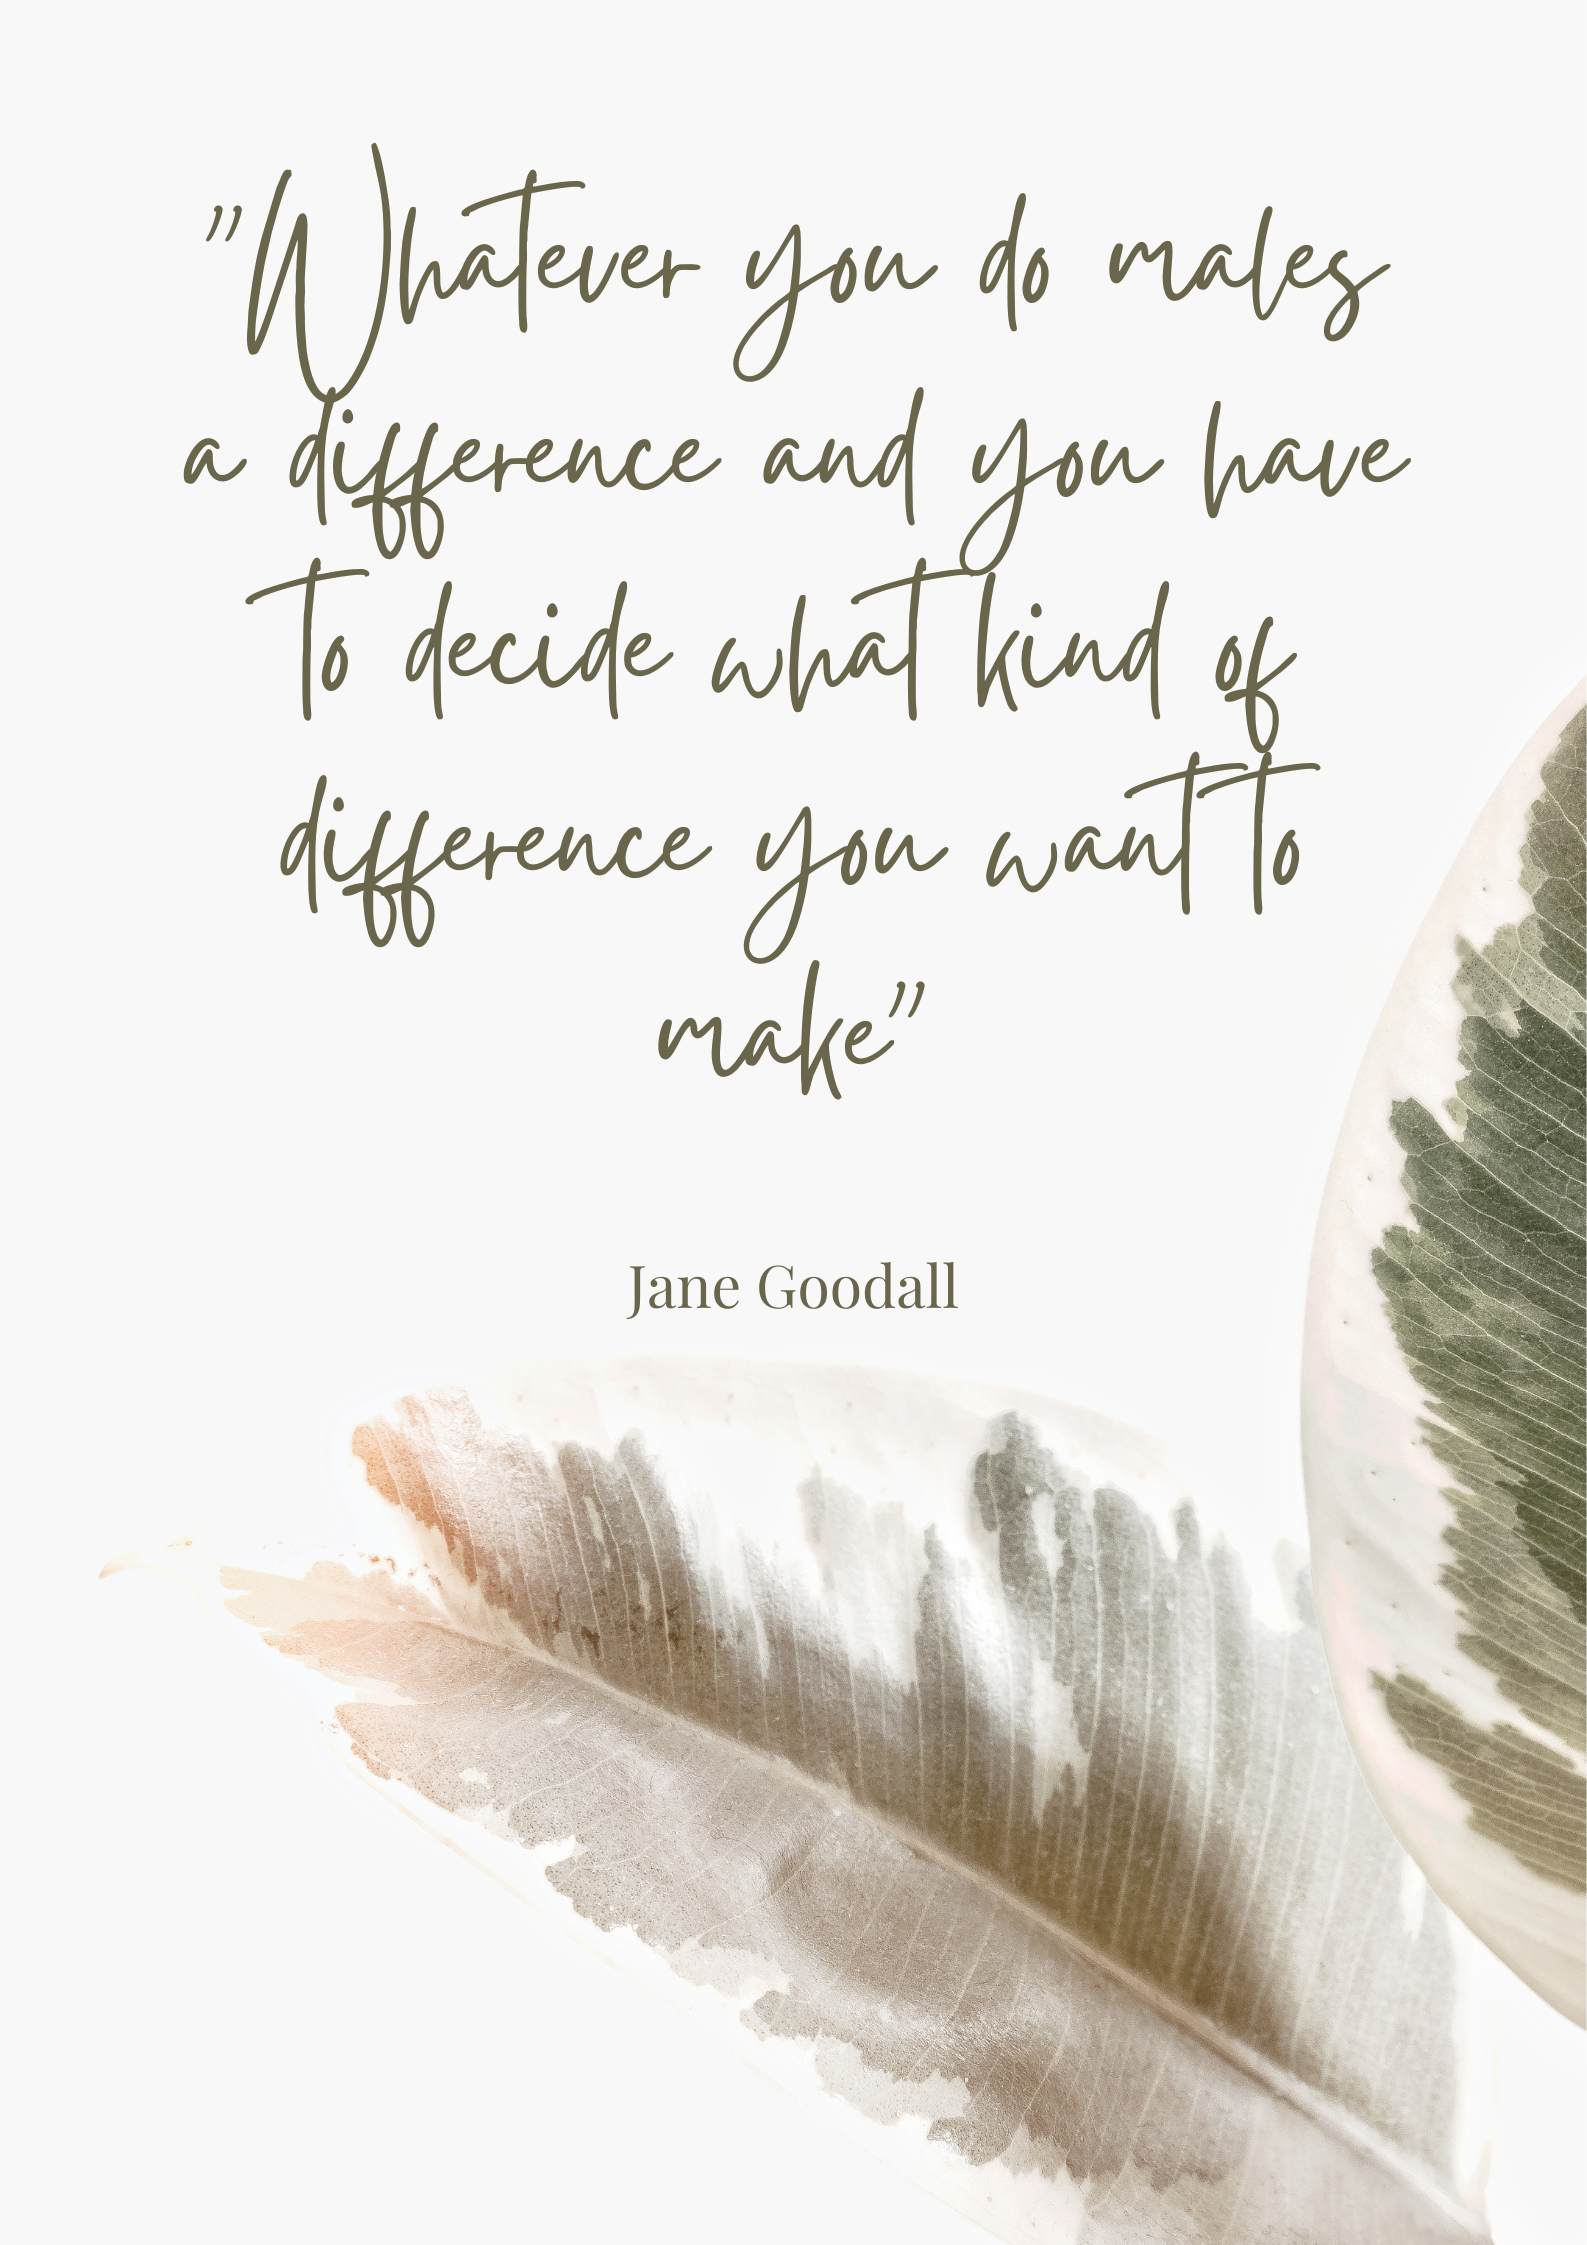 ”Whatever you do males
a difference and you have
to decide what kind of
difference you want to
make”
Jane Goodall